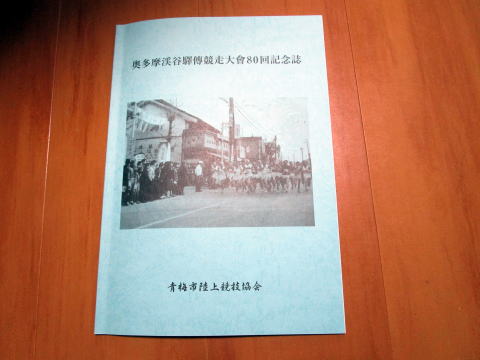 奥多摩渓谷驛傳競走大會80回記念誌
青梅市陸上競技協会